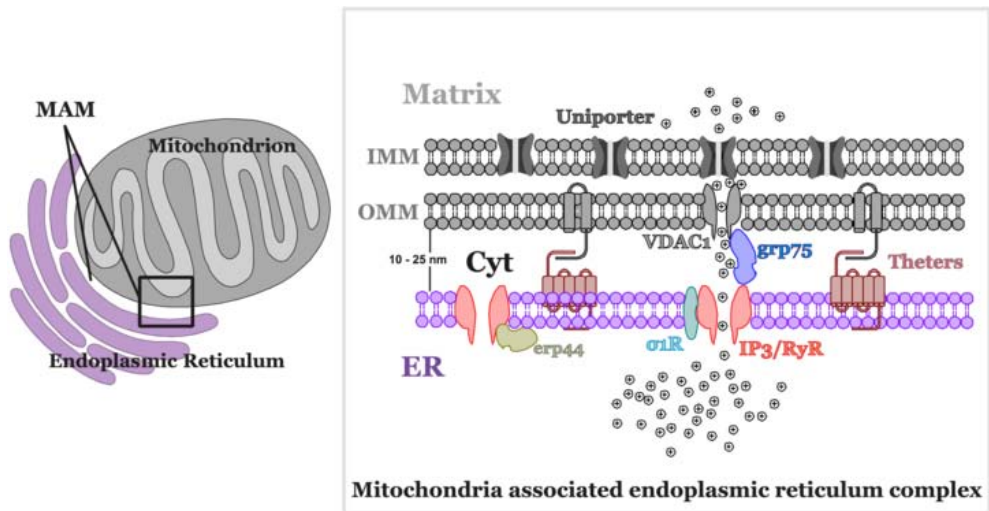 MAM
Mitochondrion
Endoplasmic Reticulum
Matrix
Uniporter
IMM
OMM
VDAC1
grp75
10 - 25 nm
Cyt
Theters
erp44
σ1R
IP3/RyR
ER
Mitochondria associated endoplasmic reticulum complex